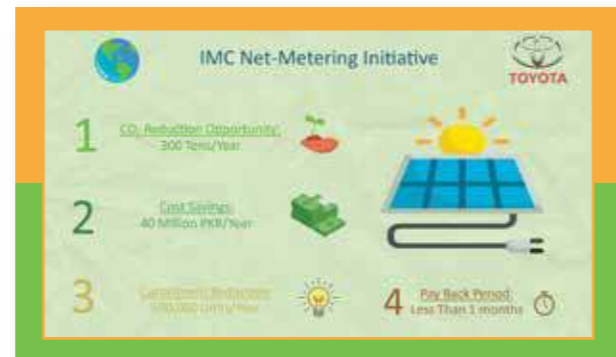 IMC Net-Metering Initiative
TOYOTA
1
CO₂ Reduction Opportunity:
300 Tons/Year
2
Cost Savings:
40 Million PKR/Year
3
4
Pay Back Period:
Less Than 1 months